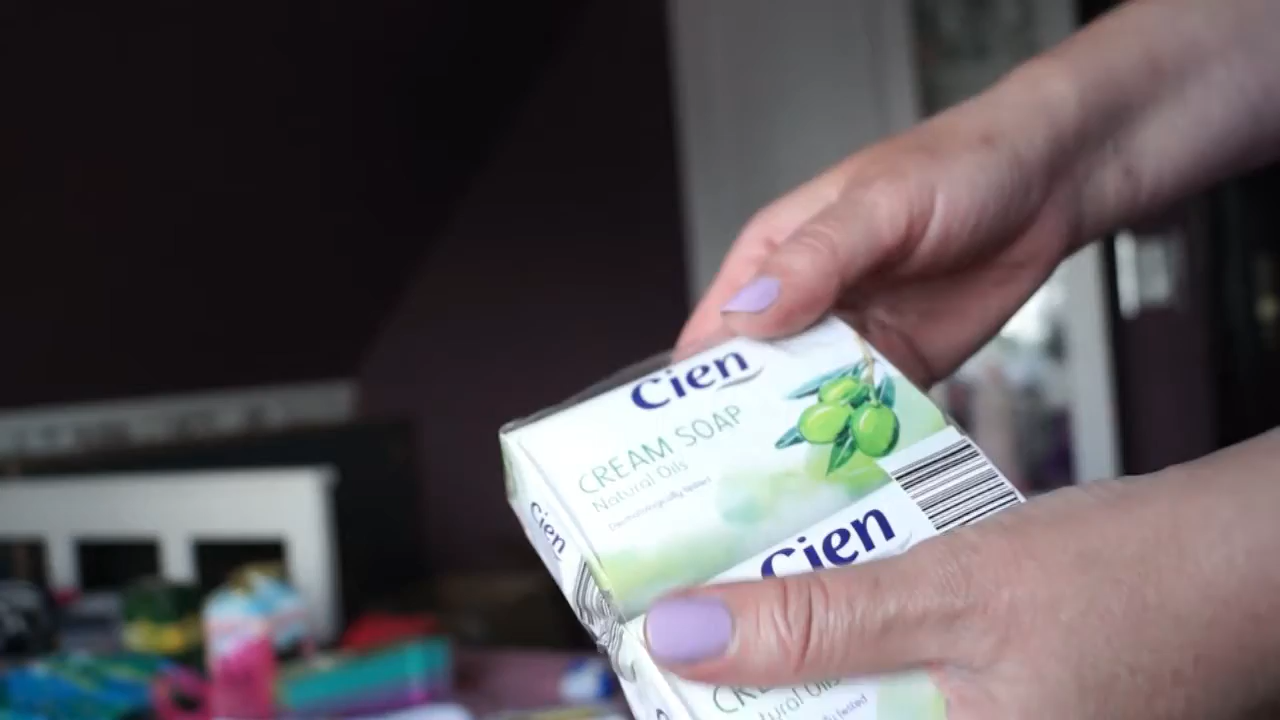 Cien
CREAM SOAP
Natural Oils
Dermatologically tested
Cien
Cien